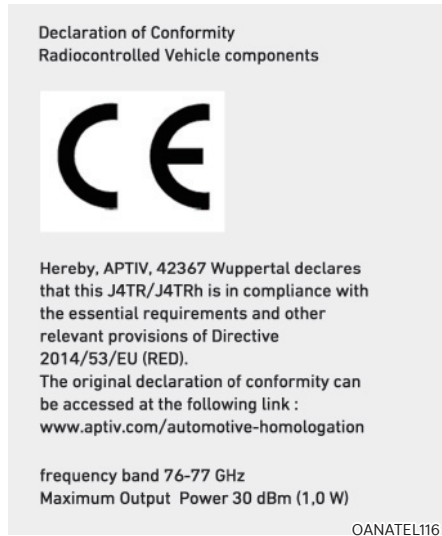 Declaration of Conformity
Radiocontrolled Vehicle components
CE
Hereby, APTIV, 42367 Wuppertal declares
that this J4TR/J4TRh is in compliance with
the essential requirements and other
relevant provisions of Directive
2014/53/EU (RED).
The original declaration of conformity can
be accessed at the following link :
www.aptiv.com/automotive-homologation
frequency band 76-77 GHz
Maximum Output  Power 30 dBm (1,0 W)
OANATEL116